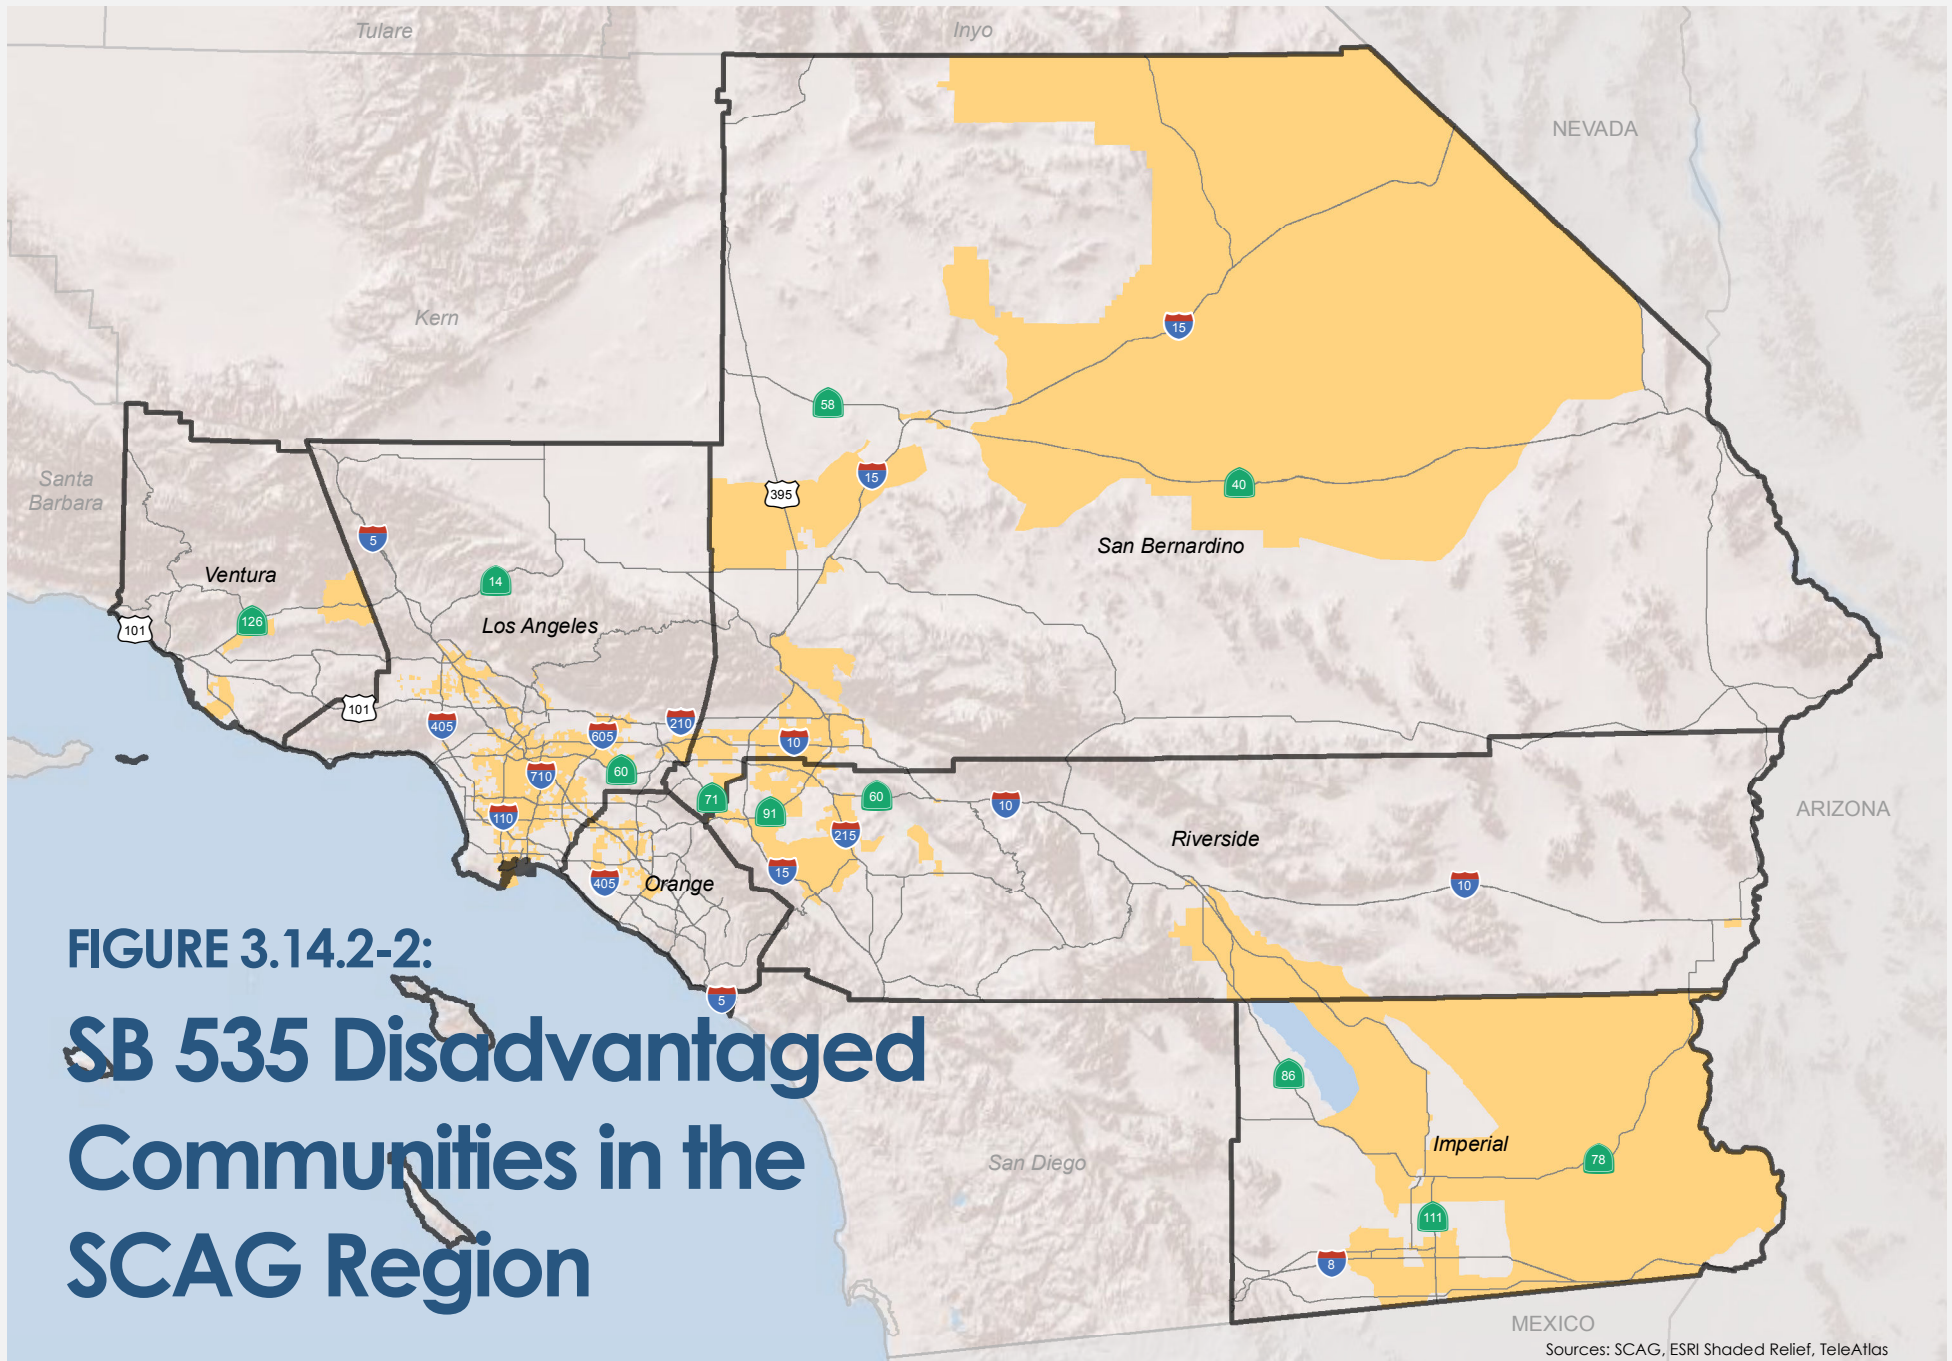 Tulare
Inyo
NEVADA
Kern
15
58
Santa
Barbara
15
395
40
5
San Bernardino
Ventura
14
126
Los Angeles
101
101
405
210
605
10
60
710
71
60
10
91
110
ARIZONA
215
Riverside
15
405
Orange
10
FIGURE 3.14.2-2:
5
SB 535 Disadvantaged
Communities in the
SCAG Region
86
Imperial
San Diego
78
111
8
MEXICO
Sources: SCAG, ESRI Shaded Relief, TeleAtlas